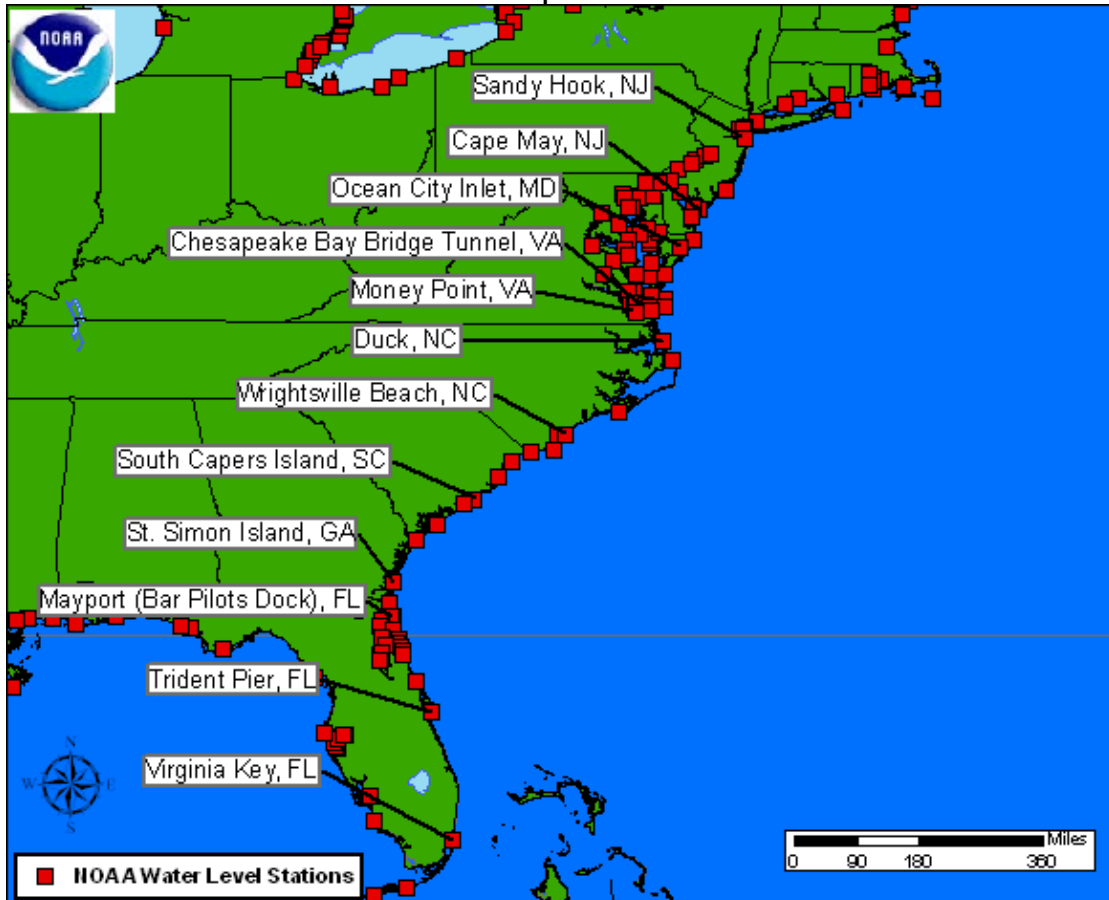 NOAA
Sandy Hook, NJ
Cape May, NJ
Ocean City Inlet, MD
Chesapeake Bay Bridge Tunnel, VA
Money Point, VA
Duck, NC
Wrightsville Beach, NC
South Capers Island, SC
St. Simon Island, GA
Mayport (Bar Pilots Dock), FL
Trident Pier, FL
Virginia Key, FL
N
W E
S
Miles
0 90 180 360
NOAA Water Level Stations